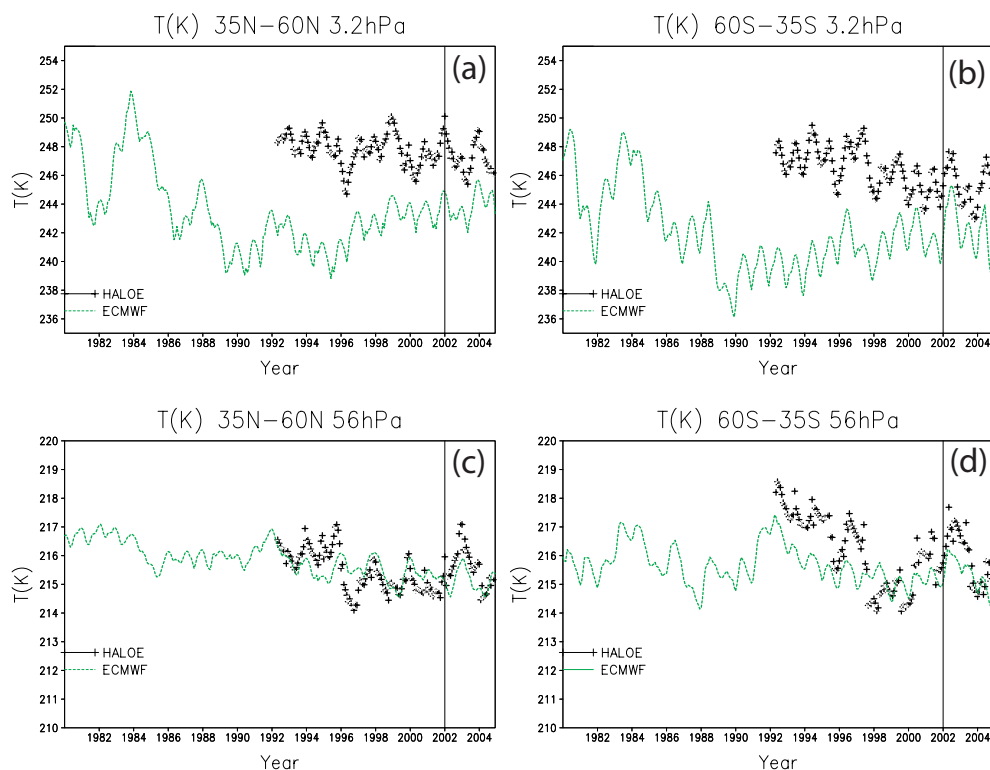 T(K) 35N−60N 3.2hPa
(a)
254
252
250
248
246
244
242
240
238
236
T(K)
HALOE
ECMWF
1982 1984 1986 1988 1990 1992 1994 1996 1998 2000 2002 2004
Year
T(K) 60S−35S 3.2hPa
(b)
254
252
250
248
246
244
242
240
238
236
T(K)
HALOE
ECMWF
1982 1984 1986 1988 1990 1992 1994 1996 1998 2000 2002 2004
Year
T(K) 35N−60N 56hPa
(c)
220
219
218
217
216
215
214
213
212
211
210
T(K)
HALOE
ECMWF
1982 1984 1986 1988 1990 1992 1994 1996 1998 2000 2002 2004
Year
T(K) 60S−35S 56hPa
(d)
220
219
218
217
216
215
214
213
212
211
210
T(K)
HALOE
ECMWF
1982 1984 1986 1988 1990 1992 1994 1996 1998 2000 2002 2004
Year